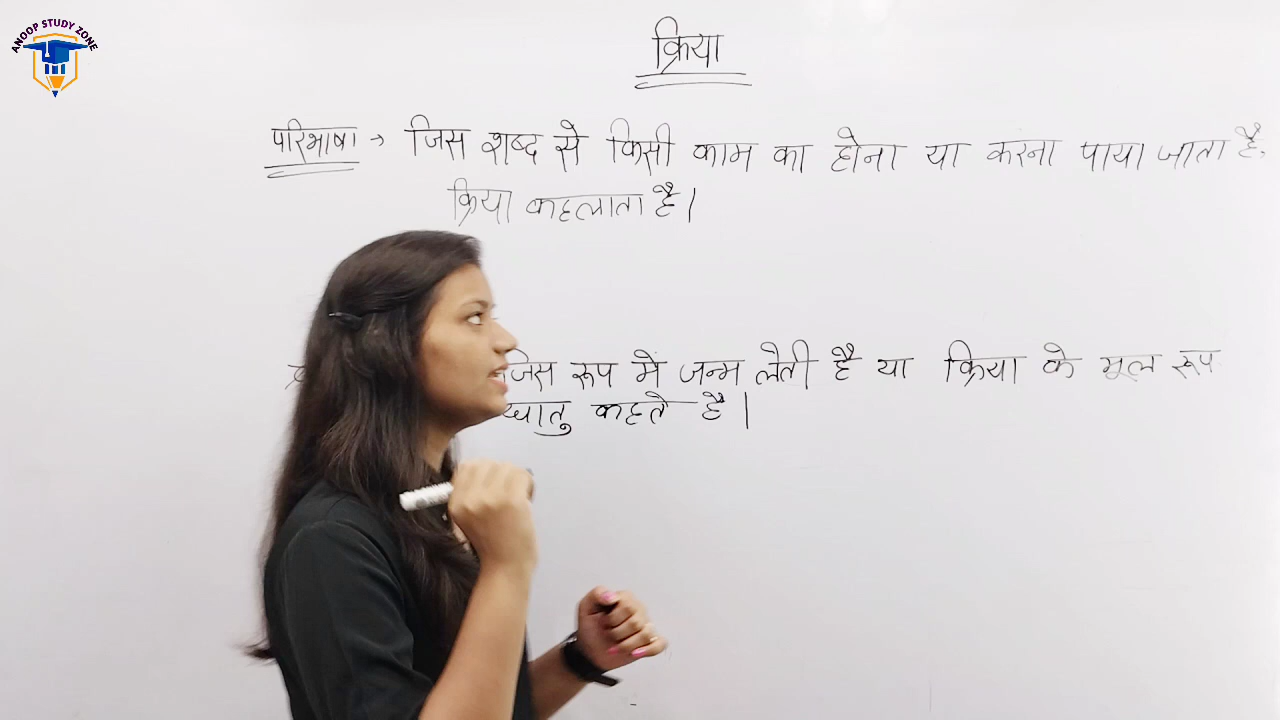 ANOOP STUDY ZONE
क्रिया
परिभाषा → जिस शब्द से किसी काम का होना या करना पाया जाता है,
क्रिया कहलाता है।
जिस रूप में जन्म लेती है या क्रिया के मूल रूप
धातु कहते है।